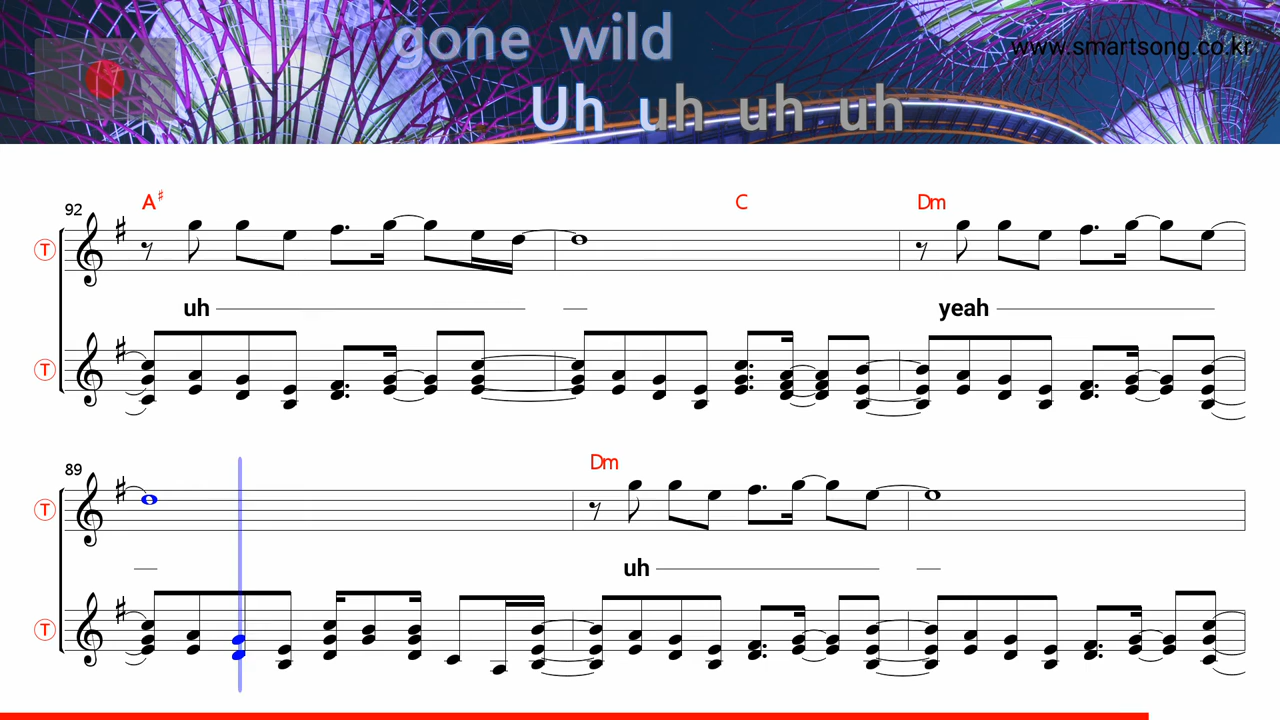 gone wild
www.smartsong.co.kr
Uh uh uh uh
92
A♯ C Dm
T
uh yeah
T
89
Dm
T
uh
T